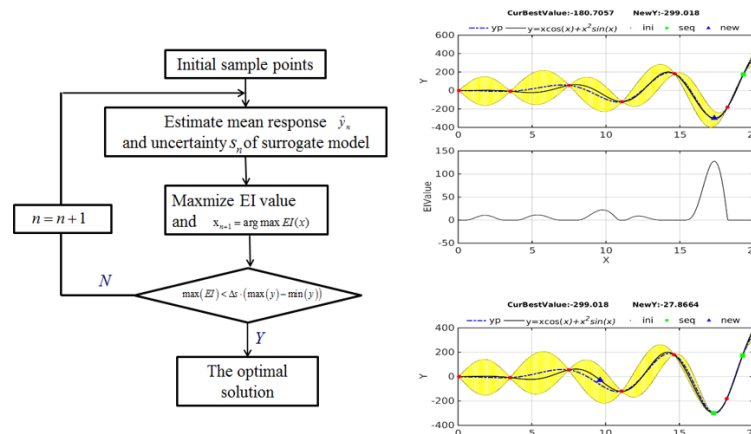 Initial sample points
Estimate mean response ŷₙ
and uncertainty sₙ of surrogate model
Maxmize EI value
and xₙ₊₁ = arg max EI(x)
n = n + 1
N
max(EI) < Δε·(max(y) − min(y))
Y
The optimal
solution
CurBestValue:-180.7057 NewY:-299.018
yp y=xcos(x)+x²sin(x) ini seq new
600
400
200
0
-200
-400
Y
0 5 10 15 20
150
100
50
0
-50
EIValue
0 5 10 15 20
X
CurBestValue:-299.018 NewY:-27.8664
yp y=xcos(x)+x²sin(x) ini seq new
600
400
200
0
-200
-400
Y
0 5 10 15